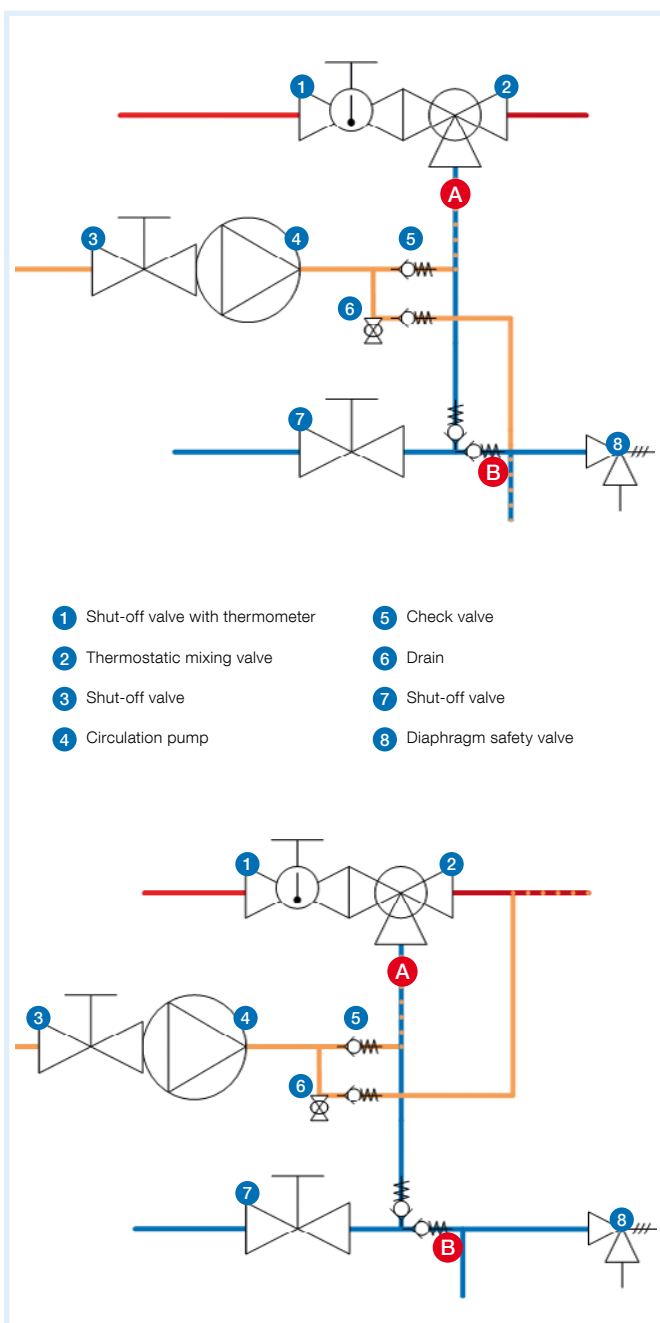 1 2
A
3 4 5
6
7 8
B
1 Shut-off valve with thermometer
2 Thermostatic mixing valve
3 Shut-off valve
4 Circulation pump
5 Check valve
6 Drain
7 Shut-off valve
8 Diaphragm safety valve
1 2
A
3 4 5
6
7 8
B